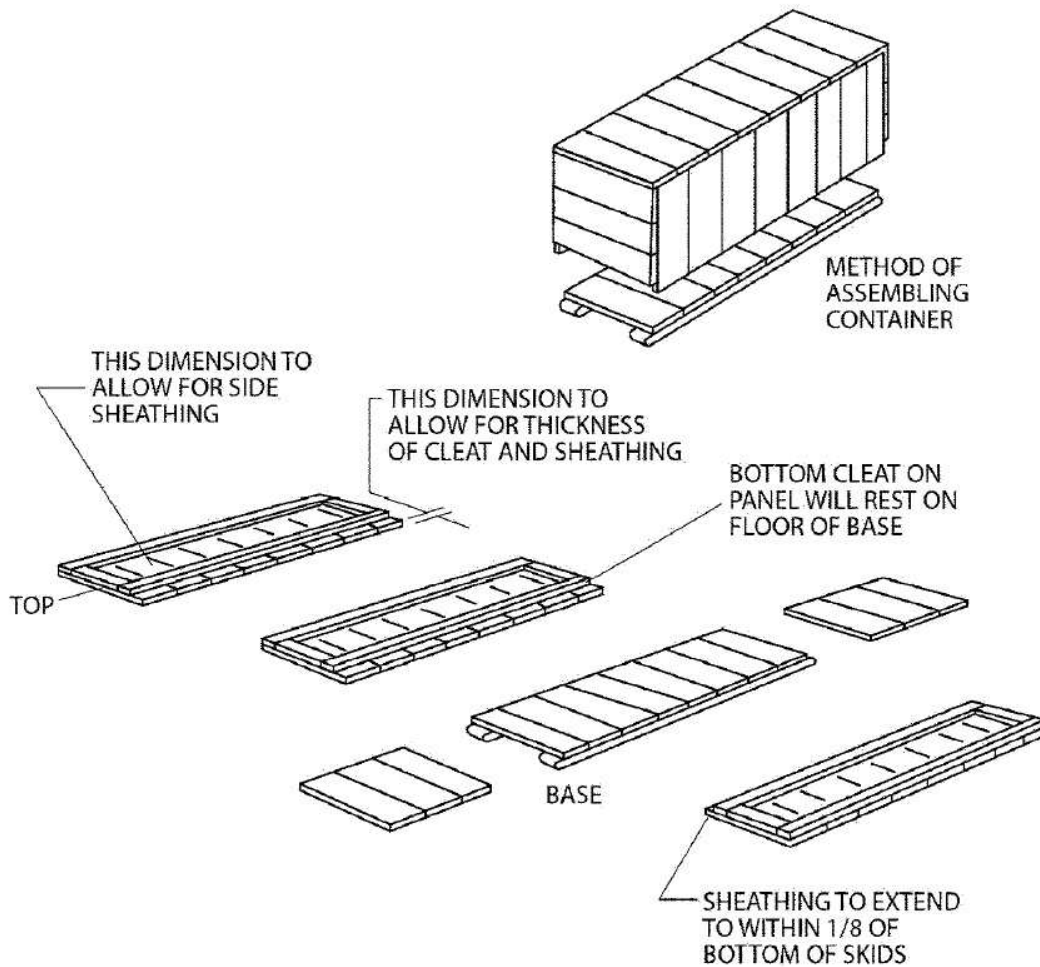 METHOD OF
ASSEMBLING
CONTAINER
THIS DIMENSION TO
ALLOW FOR SIDE
SHEATHING
THIS DIMENSION TO
ALLOW FOR THICKNESS
OF CLEAT AND SHEATHING
BOTTOM CLEAT ON
PANEL WILL REST ON
FLOOR OF BASE
TOP
BASE
SHEATHING TO EXTEND
TO WITHIN 1/8 OF
BOTTOM OF SKIDS